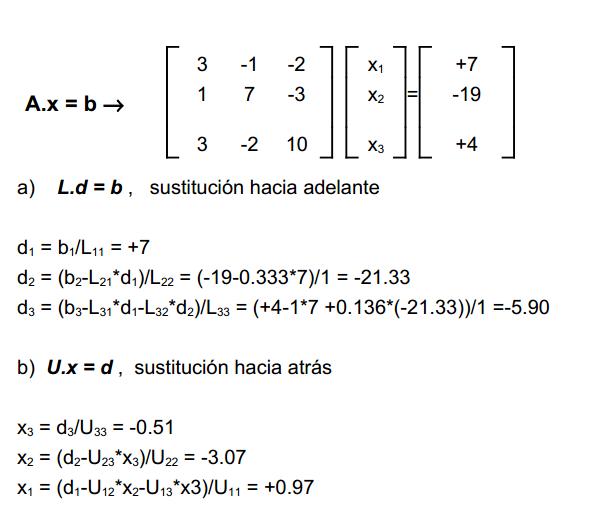 3 -1 -2 x₁ +7
A.x = b → 1 7 -3 x₂ = -19
3 -2 10 x₃ +4
a) L.d = b , sustitución hacia adelante
d₁ = b₁/L₁₁ = +7
d₂ = (b₂-L₂₁*d₁)/L₂₂ = (-19-0.333*7)/1 = -21.33
d₃ = (b₃-L₃₁*d₁-L₃₂*d₂)/L₃₃ = (+4-1*7 +0.136*(-21.33))/1 =-5.90
b) U.x = d , sustitución hacia atrás
x₃ = d₃/U₃₃ = -0.51
x₂ = (d₂-U₂₃*x₃)/U₂₂ = -3.07
x₁ = (d₁-U₁₂*x₂-U₁₃*x3)/U₁₁ = +0.97